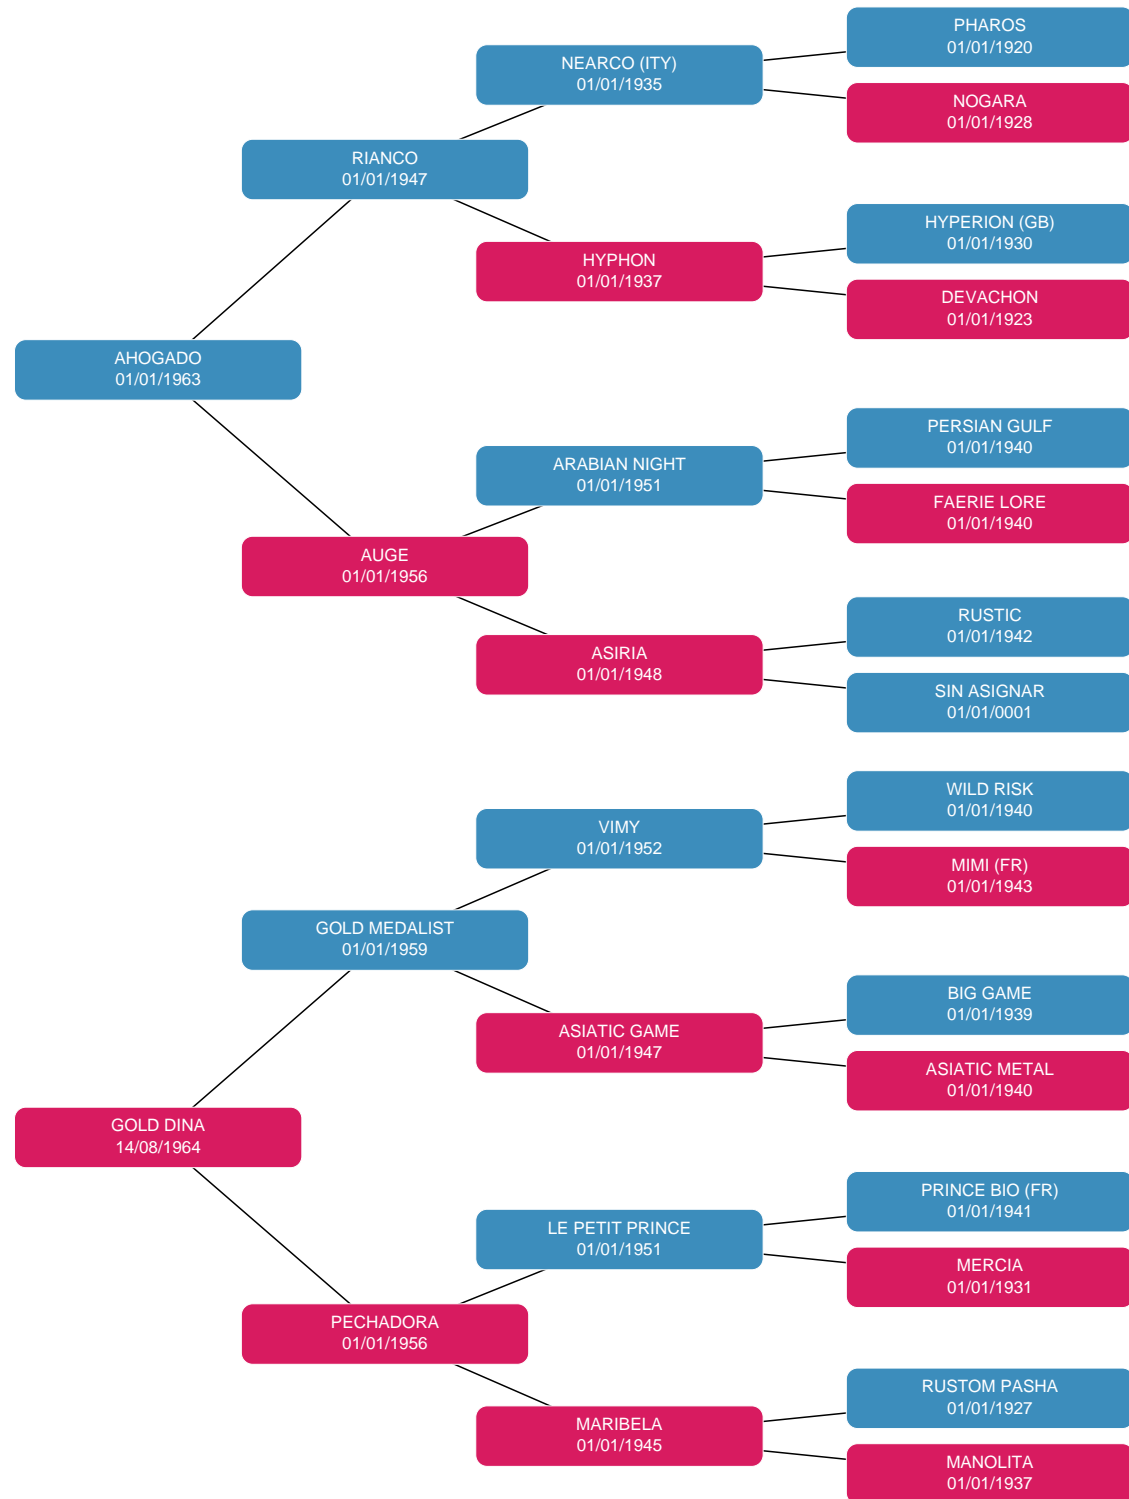 PHAROS
01/01/1920
NEARCO (ITY)
01/01/1935
NOGARA
01/01/1928
RIANCO
01/01/1947
HYPERION (GB)
01/01/1930
HYPHON
01/01/1937
DEVACHON
01/01/1923
AHOGADO
01/01/1963
PERSIAN GULF
01/01/1940
ARABIAN NIGHT
01/01/1951
FAERIE LORE
01/01/1940
AUGE
01/01/1956
RUSTIC
01/01/1942
ASIRIA
01/01/1948
SIN ASIGNAR
01/01/0001
WILD RISK
01/01/1940
VIMY
01/01/1952
MIMI (FR)
01/01/1943
GOLD MEDALIST
01/01/1959
BIG GAME
01/01/1939
ASIATIC GAME
01/01/1947
ASIATIC METAL
01/01/1940
GOLD DINA
14/08/1964
PRINCE BIO (FR)
01/01/1941
LE PETIT PRINCE
01/01/1951
MERCIA
01/01/1931
PECHADORA
01/01/1956
RUSTOM PASHA
01/01/1927
MARIBELA
01/01/1945
MANOLITA
01/01/1937